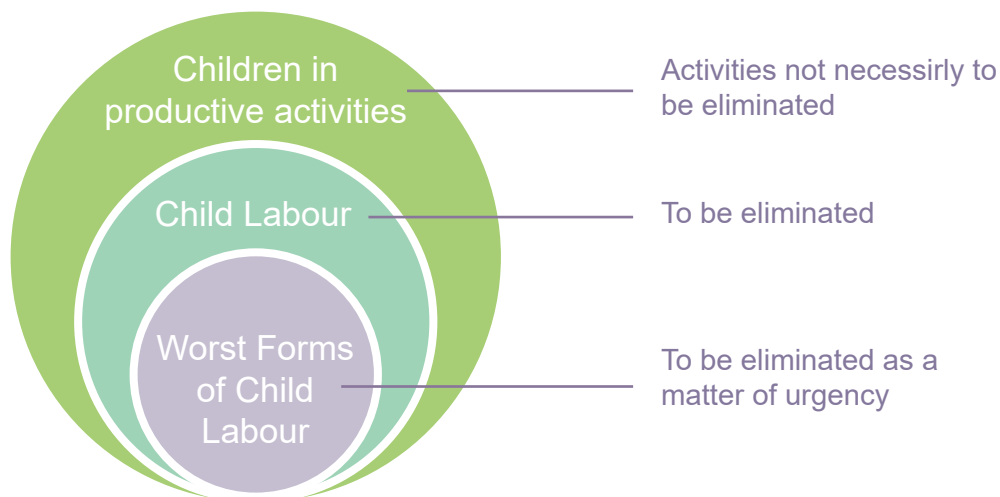 Children in
productive activities
Activities not necessirly to
be eliminated
Child Labour
To be eliminated
Worst Forms
of Child
Labour
To be eliminated as a
matter of urgency